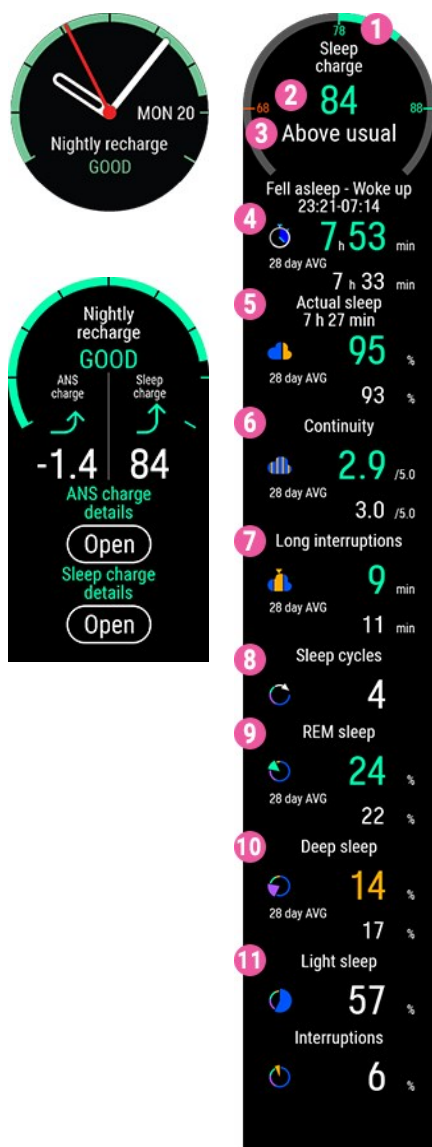 MON 20
Nightly recharge
GOOD
Nightly
recharge
GOOD
ANS
charge
Sleep
charge
-1.4
84
ANS charge
details
Open
Sleep charge
details
Open
1
78
Sleep
charge
2
84
68
88
3
Above usual
Fell asleep - Woke up
23:21-07:14
4
7 h 53 min
28 day AVG
7 h 33 min
5
Actual sleep
7 h 27 min
95 %
28 day AVG
93 %
6
Continuity
2.9 /5.0
28 day AVG
3.0 /5.0
7
Long interruptions
9 min
28 day AVG
11 min
8
Sleep cycles
4
9
REM sleep
24 %
28 day AVG
22 %
10
Deep sleep
14 %
28 day AVG
17 %
11
Light sleep
57 %
Interruptions
6 %